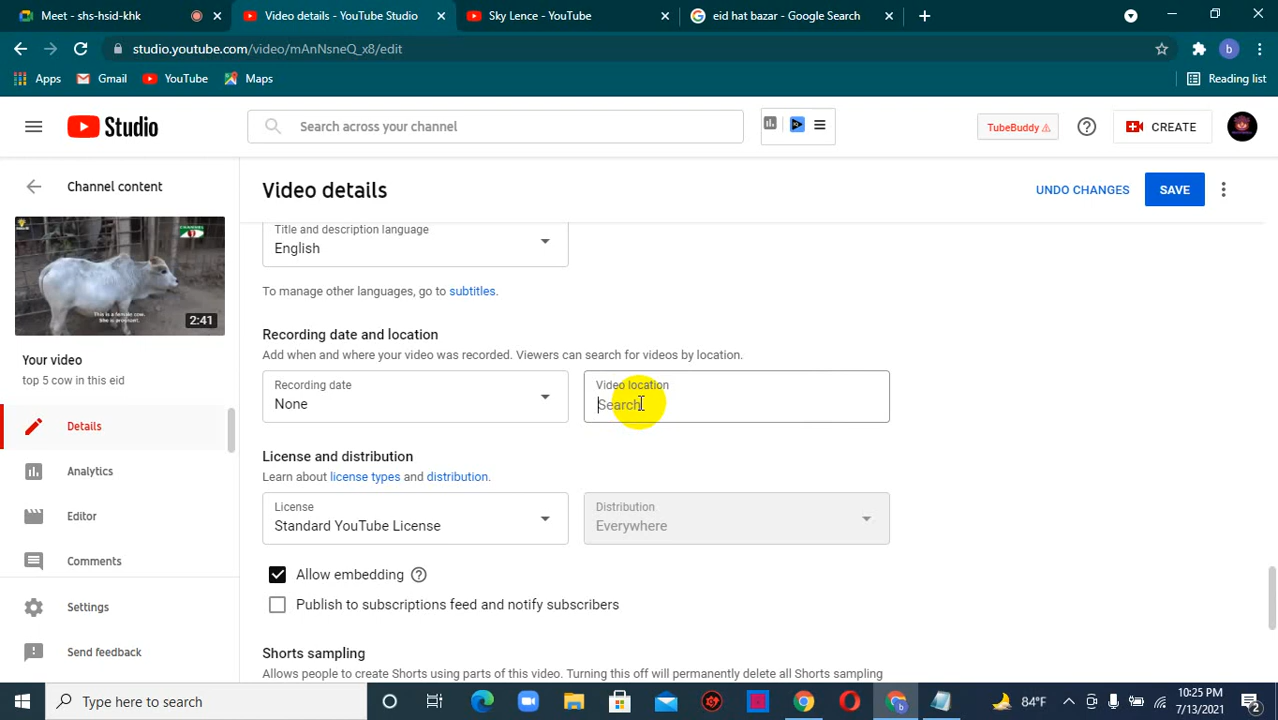 Meet - shs-hsid-khk
Video details - YouTube Studio
Sky Lence - YouTube
eid hat bazar - Google Search
studio.youtube.com/video/mAnNsneQ_x8/edit
b
Apps
Gmail
YouTube
Maps
Reading list
Studio
Search across your channel
TubeBuddy
CREATE
Channel content
Video details
UNDO CHANGES
SAVE
This is a female cow.
She is pregnant.
2:41
Your video
top 5 cow in this eid
Details
Analytics
Editor
Comments
Settings
Send feedback
Title and description language
English
To manage other languages, go to subtitles.
Recording date and location
Add when and where your video was recorded. Viewers can search for videos by location.
Recording date
None
Video location
Search
License and distribution
Learn about license types and distribution.
License
Standard YouTube License
Distribution
Everywhere
Allow embedding
Publish to subscriptions feed and notify subscribers
Shorts sampling
Allows people to create Shorts using parts of this video. Turning this off will permanently delete all Shorts sampling
Type here to search
84°F
10:25 PM
7/13/2021
2